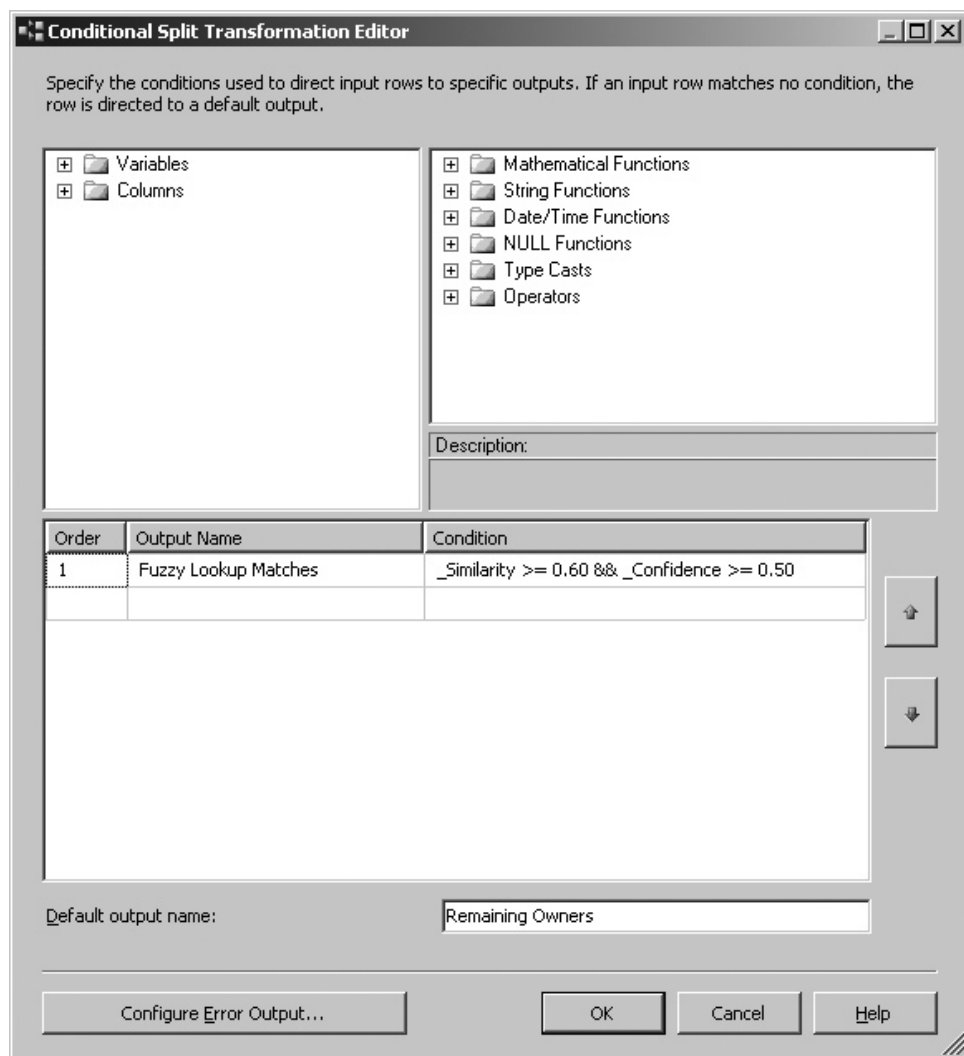 Conditional Split Transformation Editor
Specify the conditions used to direct input rows to specific outputs. If an input row matches no condition, the
row is directed to a default output.
Variables
Columns
Mathematical Functions
String Functions
Date/Time Functions
NULL Functions
Type Casts
Operators
Description:
Order Output Name Condition
1 Fuzzy Lookup Matches _Similarity >= 0.60 && _Confidence >= 0.50
Default output name: Remaining Owners
Configure Error Output... OK Cancel Help